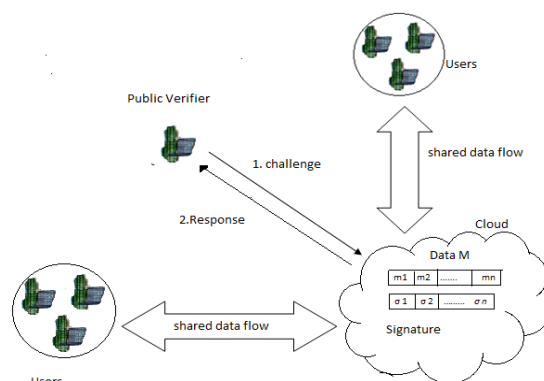 Users
Public Verifier
1. challenge
shared data flow
2.Response
Cloud
Data M
m1 m2 ....... mn
σ 1 σ 2 ......... σ n
shared data flow
Signature
Users